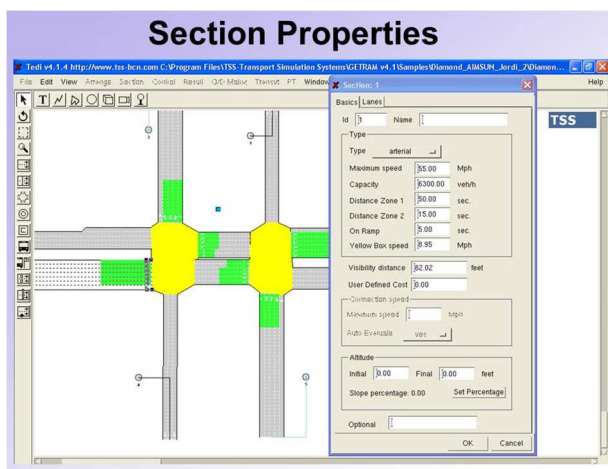 Section Properties
Tedi v4.1.4 http://www.tss-bcn.com C:\Program Files\TSS-Transport Simulation Systems\GETRAM v4.1\Samples\Diamond_AIMSUN_Jordi_2\Diamon...
File Edit View Arrange Section Control Result O/D Matrix Transit PT Window
Help
TSS
Section: 1
Basics Lanes
Id 1 Name
Type
Type arterial
Maximum speed 55.00 Mph
Capacity 6300.00 veh/h
Distance Zone 1 50.00 sec.
Distance Zone 2 15.00 sec.
On Ramp 5.00 sec.
Yellow Box speed 8.95 Mph
Visibility distance 82.02 feet
User Defined Cost 0.00
Connection speed
Maximum speed Mph
Auto Evaluate yes
Altitude
Initial 0.00 Final 0.00 feet
Slope percentage: 0.00 Set Percentage
Optional
OK Cancel